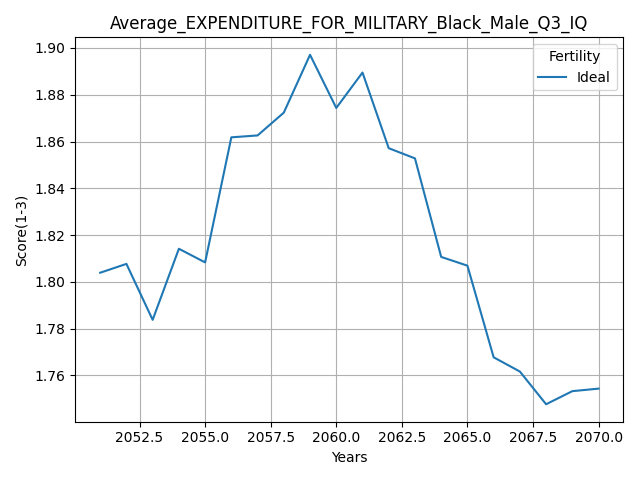 Average_EXPENDITURE_FOR_MILITARY_Black_Male_Q3_IQ
Fertility
Ideal
Score(1-3)
1.90
1.88
1.86
1.84
1.82
1.80
1.78
1.76
2052.5 2055.0 2057.5 2060.0 2062.5 2065.0 2067.5 2070.0
Years